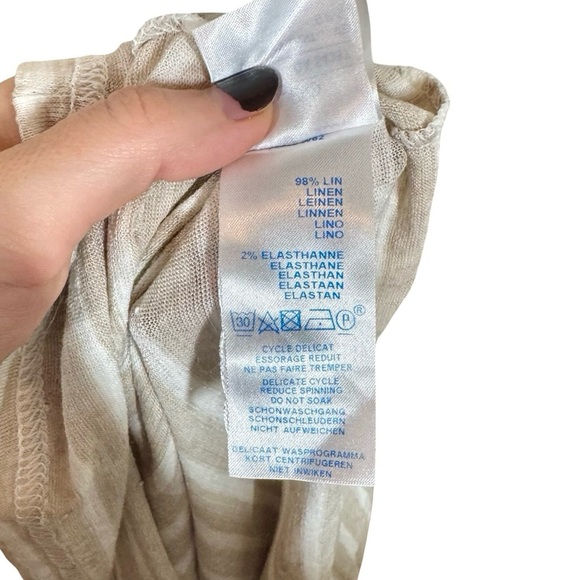 98% LIN
LINEN
LEINEN
LINNEN
LINO
LINO
2% ELASTHANNE
ELASTHANE
ELASTHAN
ELASTAAN
ELASTAN
30 P ®
CYCLE DELICAT
ESSORAGE REDUIT
NE PAS FAIRE TREMPER
DELICATE CYCLE
REDUCE SPINNING
DO NOT SOAK
SCHONWASCHGANG
SCHONSCHLEUDERN
NICHT AUFWEICHEN
DELICAAT WASPROGRAMMA
KORT CENTRIFUGEREN
NIET INWIKEN